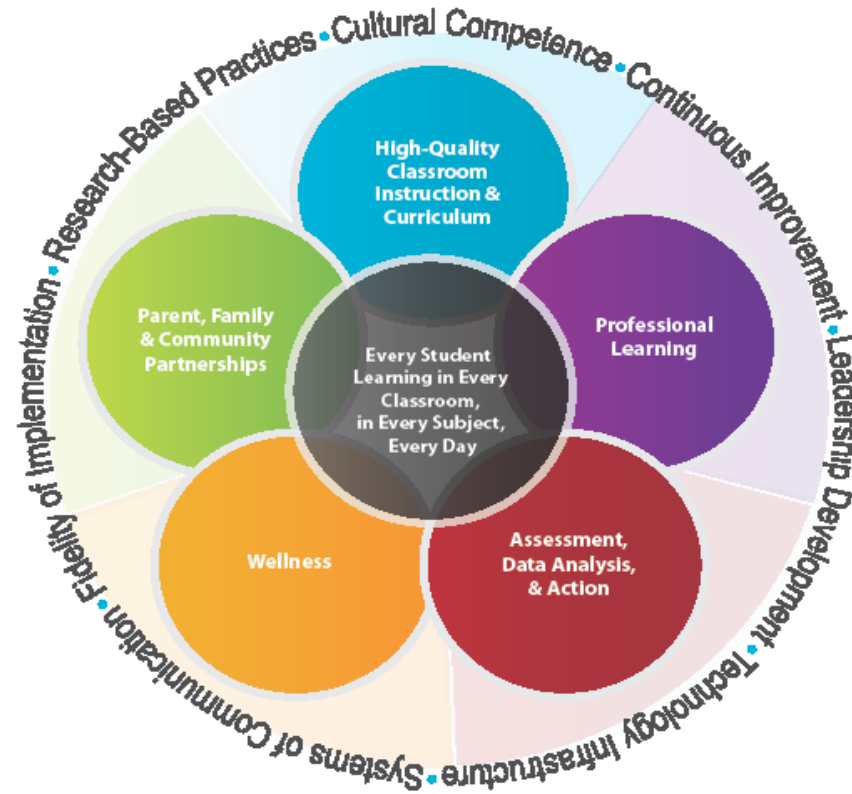 Fidelity of Implementation • Research-Based Practices • Cultural Competence • Continuous Improvement • Leadership Development • Technology Infrastructure • Systems of Communication •
High-Quality
Classroom
Instruction &
Curriculum
Parent, Family
& Community
Partnerships
Professional
Learning
Every Student
Learning in Every
Classroom,
in Every Subject,
Every Day
Wellness
Assessment,
Data Analysis,
& Action